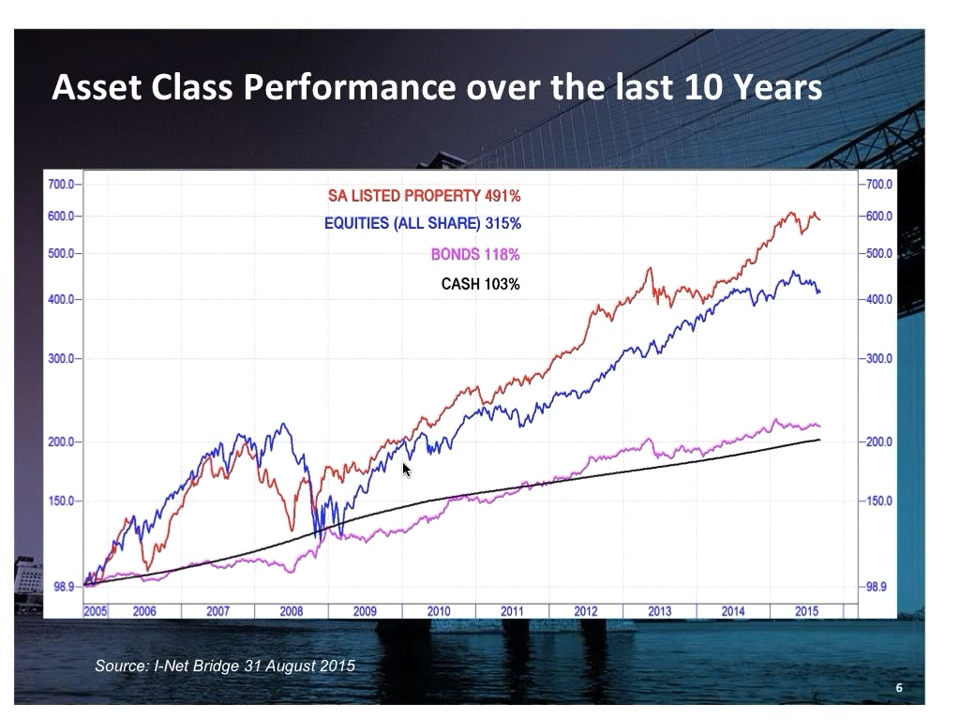 Asset Class Performance over the last 10 Years
SA LISTED PROPERTY 491%
EQUITIES (ALL SHARE) 315%
BONDS 118%
CASH 103%
700.0
600.0
500.0
400.0
300.0
200.0
150.0
98.9
700.0
600.0
500.0
400.0
300.0
200.0
150.0
98.9
2005 2006 2007 2008 2009 2010 2011 2012 2013 2014 2015
Source: I-Net Bridge 31 August 2015
6